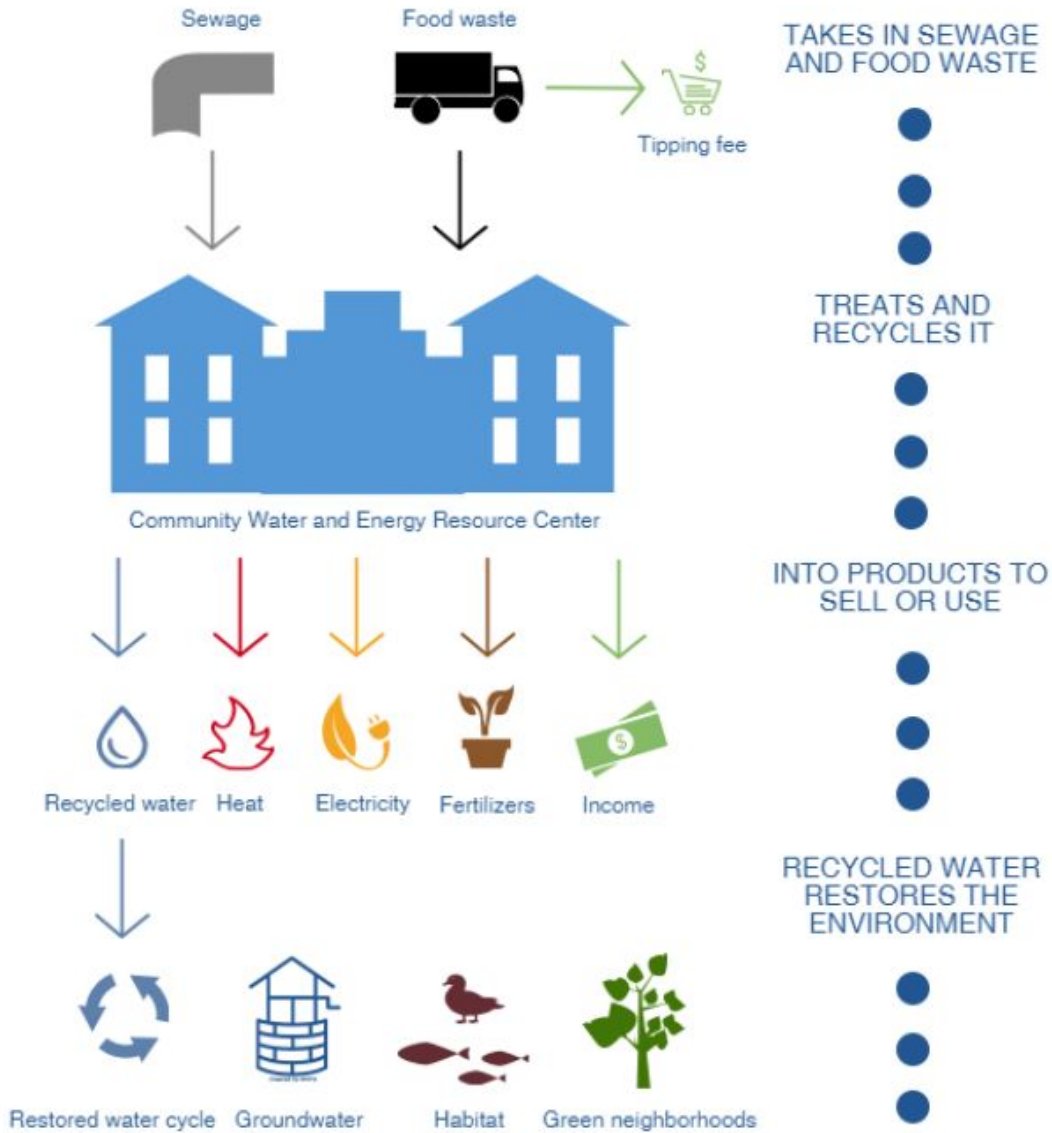 Sewage
Food waste
TAKES IN SEWAGE
AND FOOD WASTE
$
Tipping fee
TREATS AND
RECYCLES IT
Community Water and Energy Resource Center
INTO PRODUCTS TO
SELL OR USE
$
Recycled water
Heat
Electricity
Fertilizers
Income
RECYCLED WATER
RESTORES THE
ENVIRONMENT
Restored water cycle
Groundwater
Habitat
Green neighborhoods